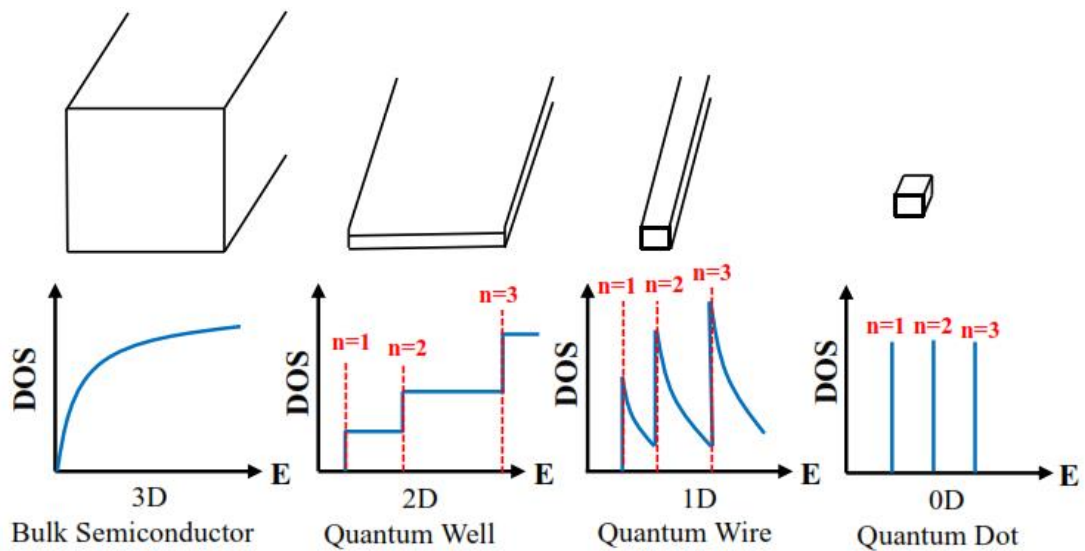 DOS
E
3D
Bulk Semiconductor
n=1
n=2
n=3
DOS
E
2D
Quantum Well
n=1
n=2
n=3
DOS
E
1D
Quantum Wire
n=1
n=2
n=3
DOS
E
0D
Quantum Dot